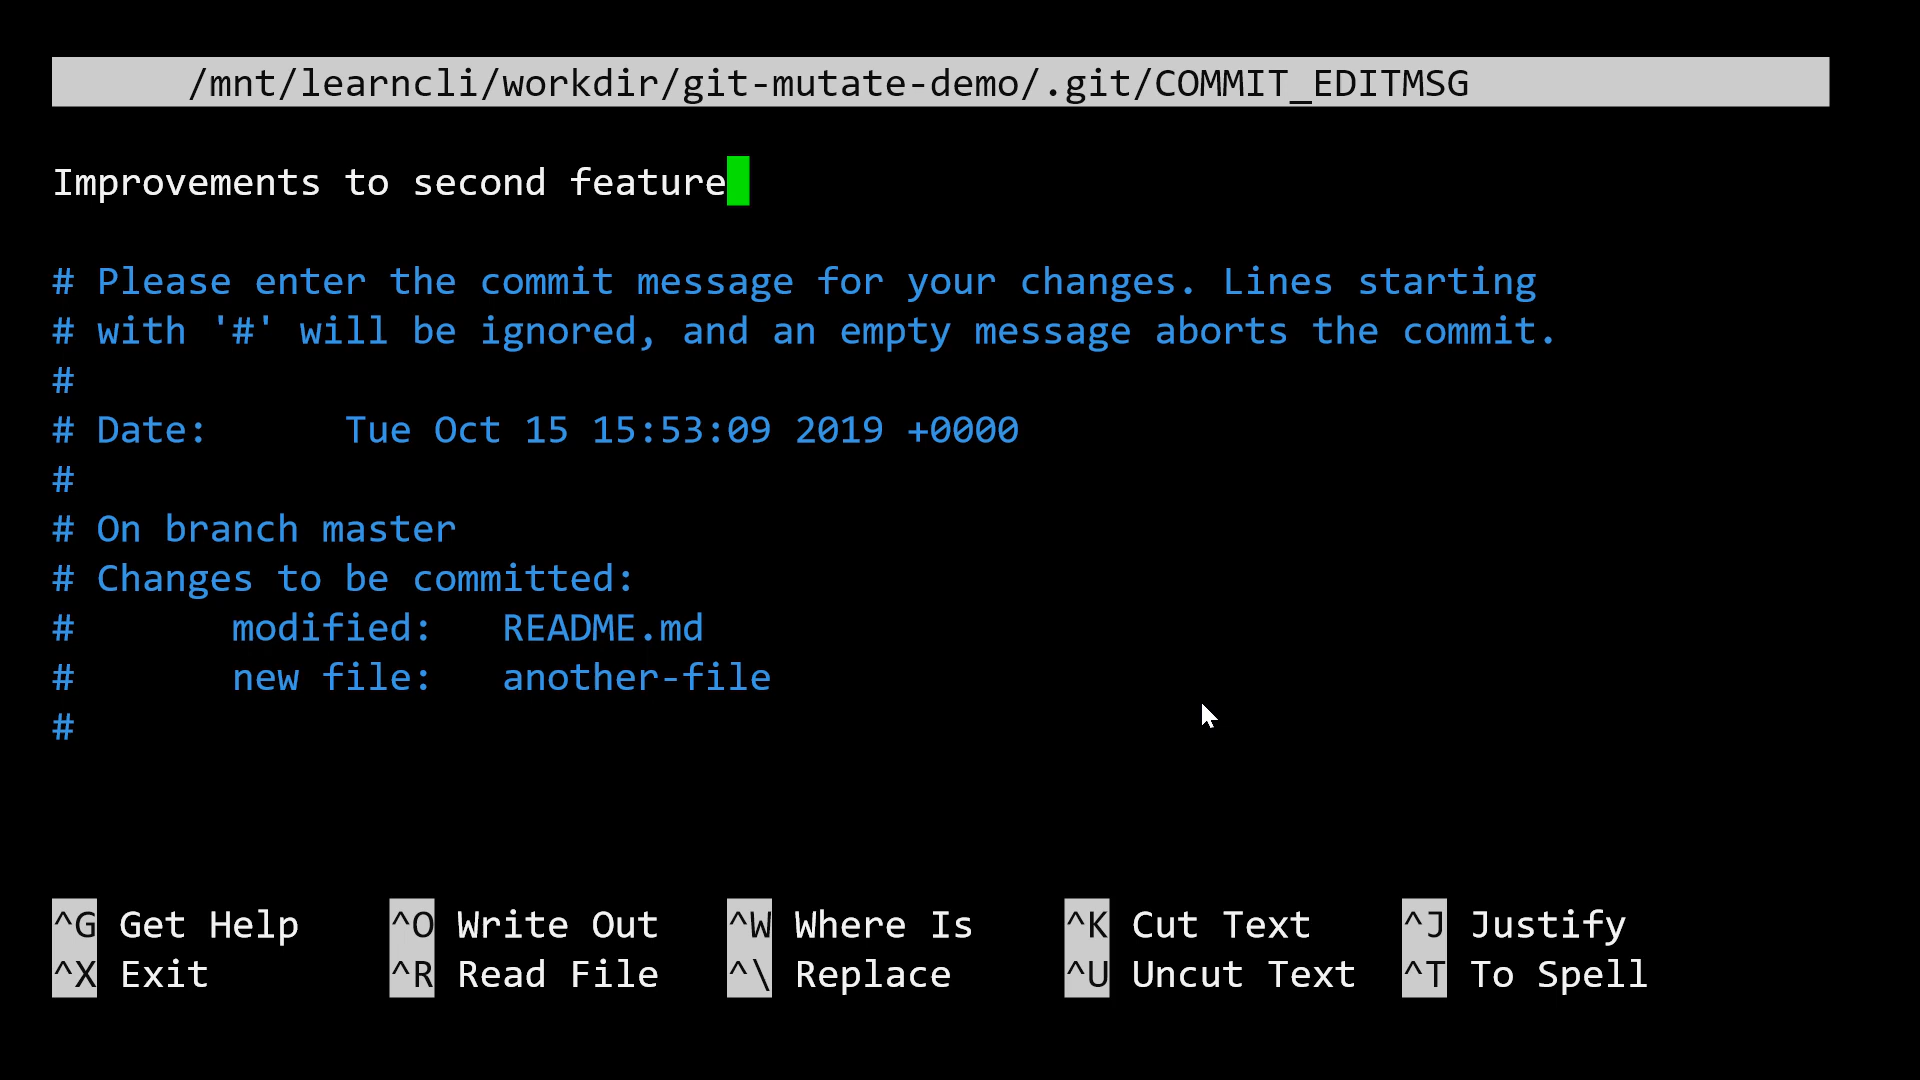 /mnt/learncli/workdir/git-mutate-demo/.git/COMMIT_EDITMSG
Improvements to second feature
# Please enter the commit message for your changes. Lines starting
# with '#' will be ignored, and an empty message aborts the commit.
#
# Date:      Tue Oct 15 15:53:09 2019 +0000
#
# On branch master
# Changes to be committed:
#       modified:   README.md
#       new file:   another-file
#
^G Get Help    ^O Write Out   ^W Where Is    ^K Cut Text    ^J Justify
^X Exit        ^R Read File   ^\ Replace     ^U Uncut Text  ^T To Spell